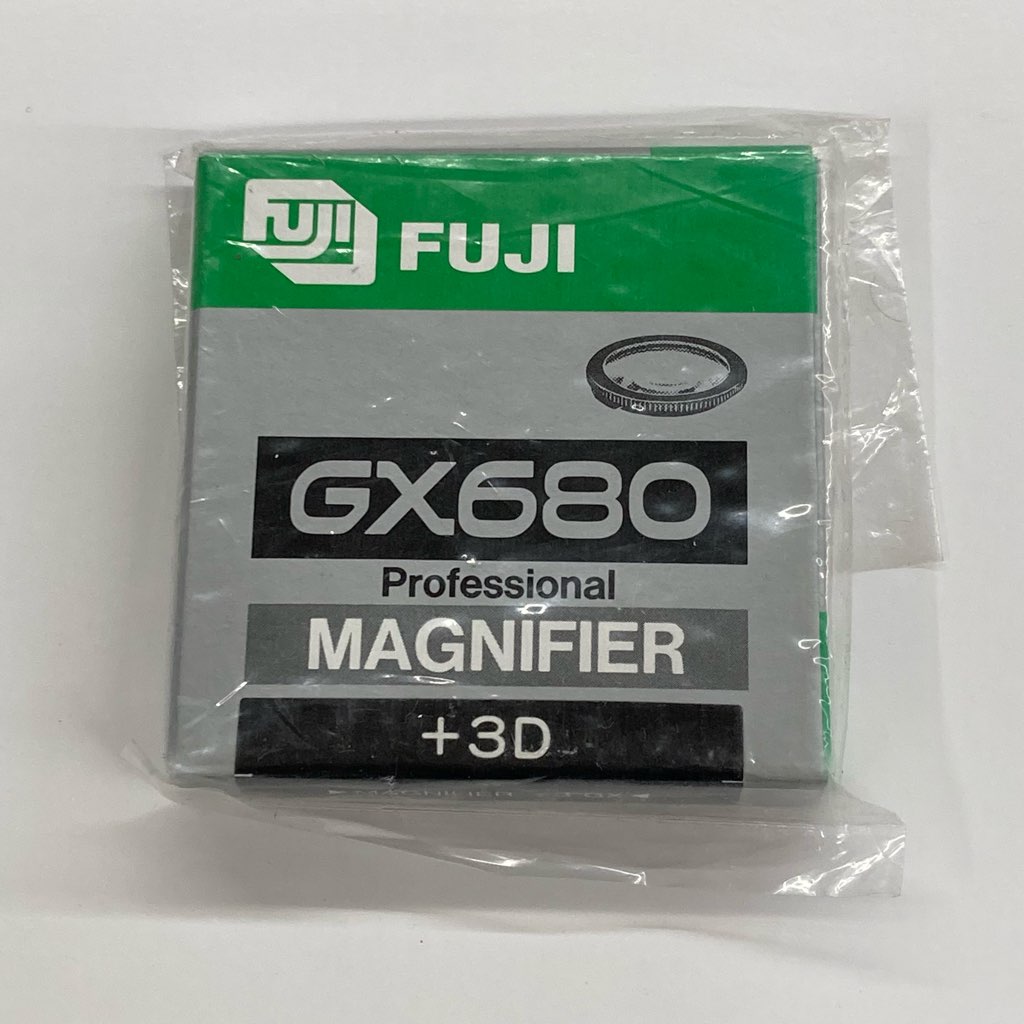 FUJI FUJI
GX680
Professional
MAGNIFIER
+3D